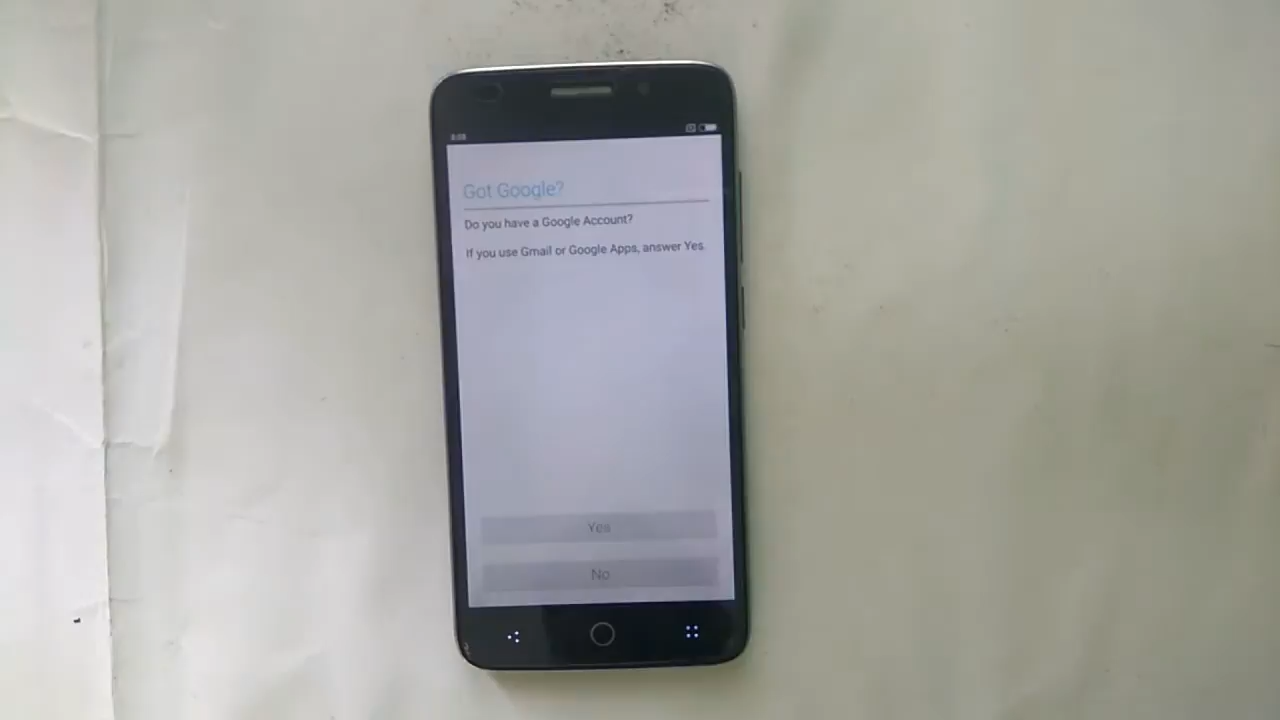 Got Google?
Do you have a Google Account?
If you use Gmail or Google Apps, answer Yes.
Yes
No